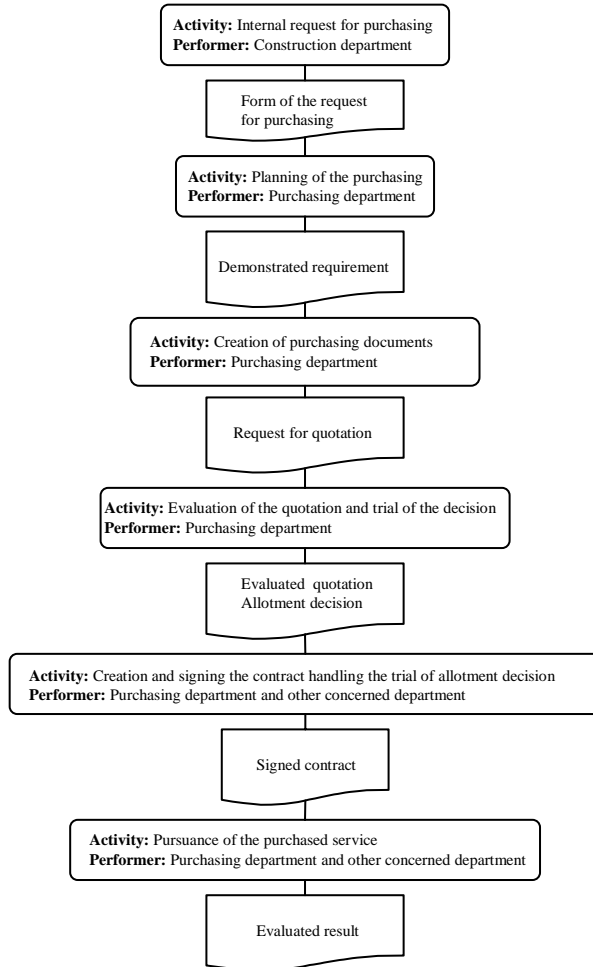 Activity: Internal request for purchasing
Performer: Construction department
Form of the request
for purchasing
Activity: Planning of the purchasing
Performer: Purchasing department
Demonstrated requirement
Activity: Creation of purchasing documents
Performer: Purchasing department
Request for quotation
Activity: Evaluation of the quotation and trial of the decision
Performer: Purchasing department
Evaluated quotation
Allotment decision
Activity: Creation and signing the contract handling the trial of allotment decision
Performer: Purchasing department and other concerned department
Signed contract
Activity: Pursuance of the purchased service
Performer: Purchasing department and other concerned department
Evaluated result